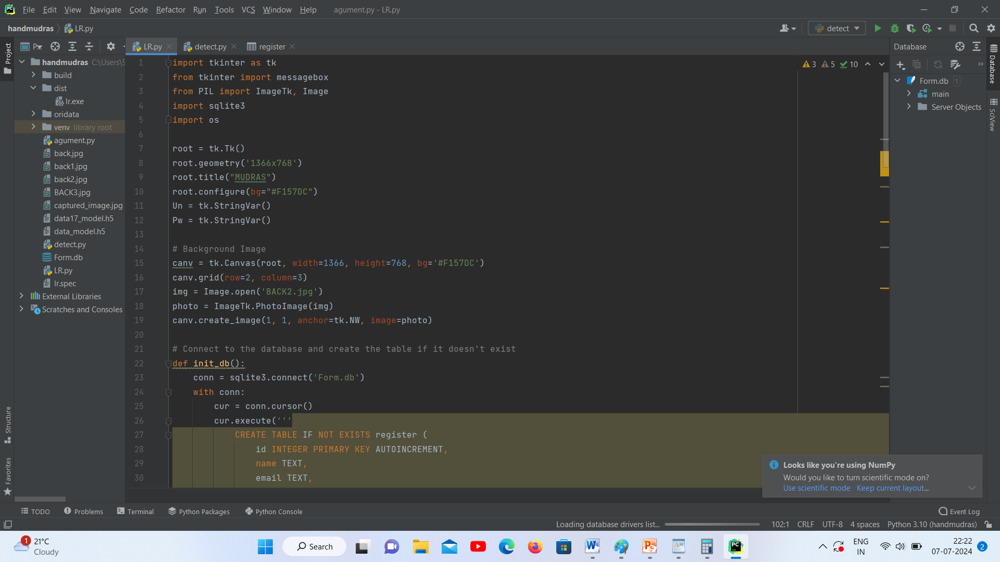 File Edit View Navigate Code Refactor Run Tools VCS Window Help agument.py - LR.py
handmudras LR.py detect
Project
P... LR.py detect.py register Database
handmudras C:\Users\9
build
dist
lr.exe
oridata
venv library root
agument.py
back.jpg
back1.jpg
back2.jpg
BACK3.jpg
captured_image.jpg
data17_model.h5
data_model.h5
detect.py
Form.db
LR.py
lr.spec
External Libraries
Scratches and Consoles
3 5 10
1 import tkinter as tk
2 from tkinter import messagebox
3 from PIL import ImageTk, Image
4 import sqlite3
5 import os
6
7 root = tk.Tk()
8 root.geometry('1366x768')
9 root.title("MUDRAS")
10 root.configure(bg="#F157DC")
11 Un = tk.StringVar()
12 Pw = tk.StringVar()
13
14 # Background Image
15 canv = tk.Canvas(root, width=1366, height=768, bg='#F157DC')
16 canv.grid(row=2, column=3)
17 img = Image.open('BACK2.jpg')
18 photo = ImageTk.PhotoImage(img)
19 canv.create_image(1, 1, anchor=tk.NW, image=photo)
20
21 # Connect to the database and create the table if it doesn't exist
22 def init_db():
23 conn = sqlite3.connect('Form.db')
24 with conn:
25 cur = conn.cursor()
26 cur.execute('''
27 CREATE TABLE IF NOT EXISTS register (
28 id INTEGER PRIMARY KEY AUTOINCREMENT,
29 name TEXT,
30 email TEXT,
Form.db 1
main
Server Objects
Database
SciView
Structure
Favorites
Looks like you're using NumPy
Would you like to turn scientific mode on?
Use scientific mode Keep current layout...
TODO Problems Terminal Python Packages Python Console Event Log
Loading database drivers list... 102:1 CRLF UTF-8 4 spaces Python 3.10 (handmudras)
1 21°C
Cloudy
Search
ENG
IN
22:22
07-07-2024
2